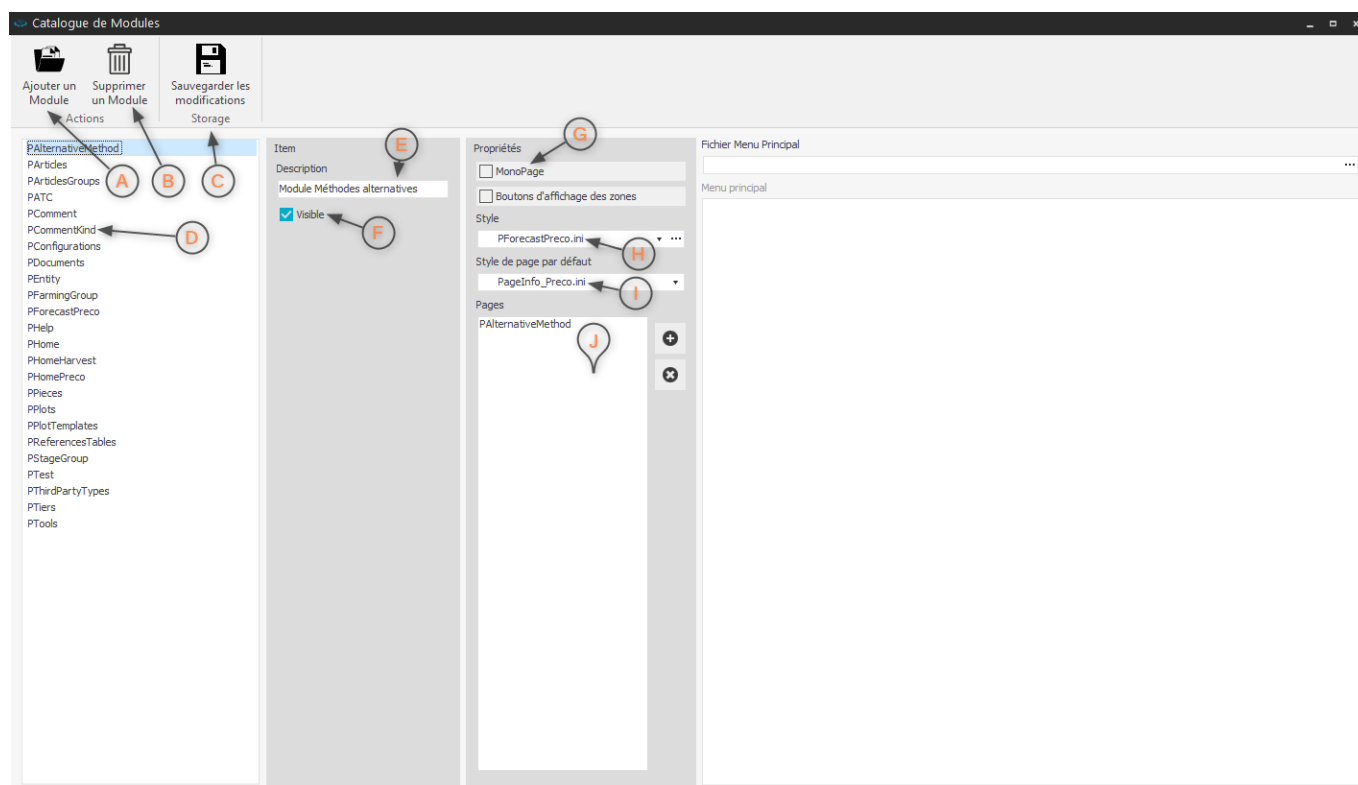 Catalogue de Modules
Ajouter un Module
Supprimer un Module
Sauvegarder les modifications
Actions
Storage
PAlternativeMethod
PArticles
PArticlesGroups
PATC
PComment
PCommentKind
PConfigurations
PDocuments
PEntity
PFarmingGroup
PForecastPreco
PHelp
PHome
PHomeHarvest
PHomePreco
PPieces
PPlots
PPlotTemplates
PReferencesTables
PStageGroup
PTest
PThirdPartyTypes
PTiers
PTools
A
B
C
D
Item
Description
Module Méthodes alternatives
Visible
E
F
Propriétés
MonoPage
Boutons d'affichage des zones
Style
PForecastPreco.ini
...
Style de page par défaut
PageInfo_Preco.ini
Pages
PAlternativeMethod
G
H
I
J
Fichier Menu Principal
...
Menu principal